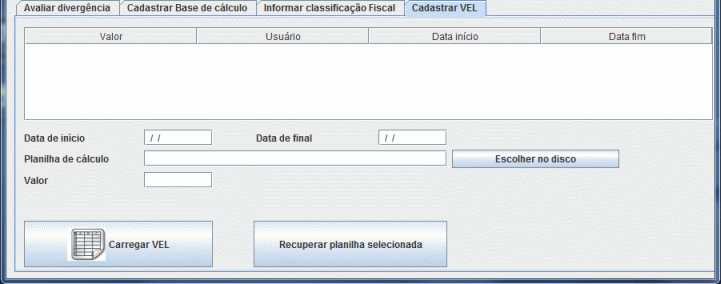 Avaliar divergência Cadastrar Base de cálculo Informar classificação Fiscal Cadastrar VEL
Valor Usuário Data início Data fim
Data de início / / Data de final / /
Planilha de cálculo Escolher no disco
Valor
Carregar VEL Recuperar planilha selecionada